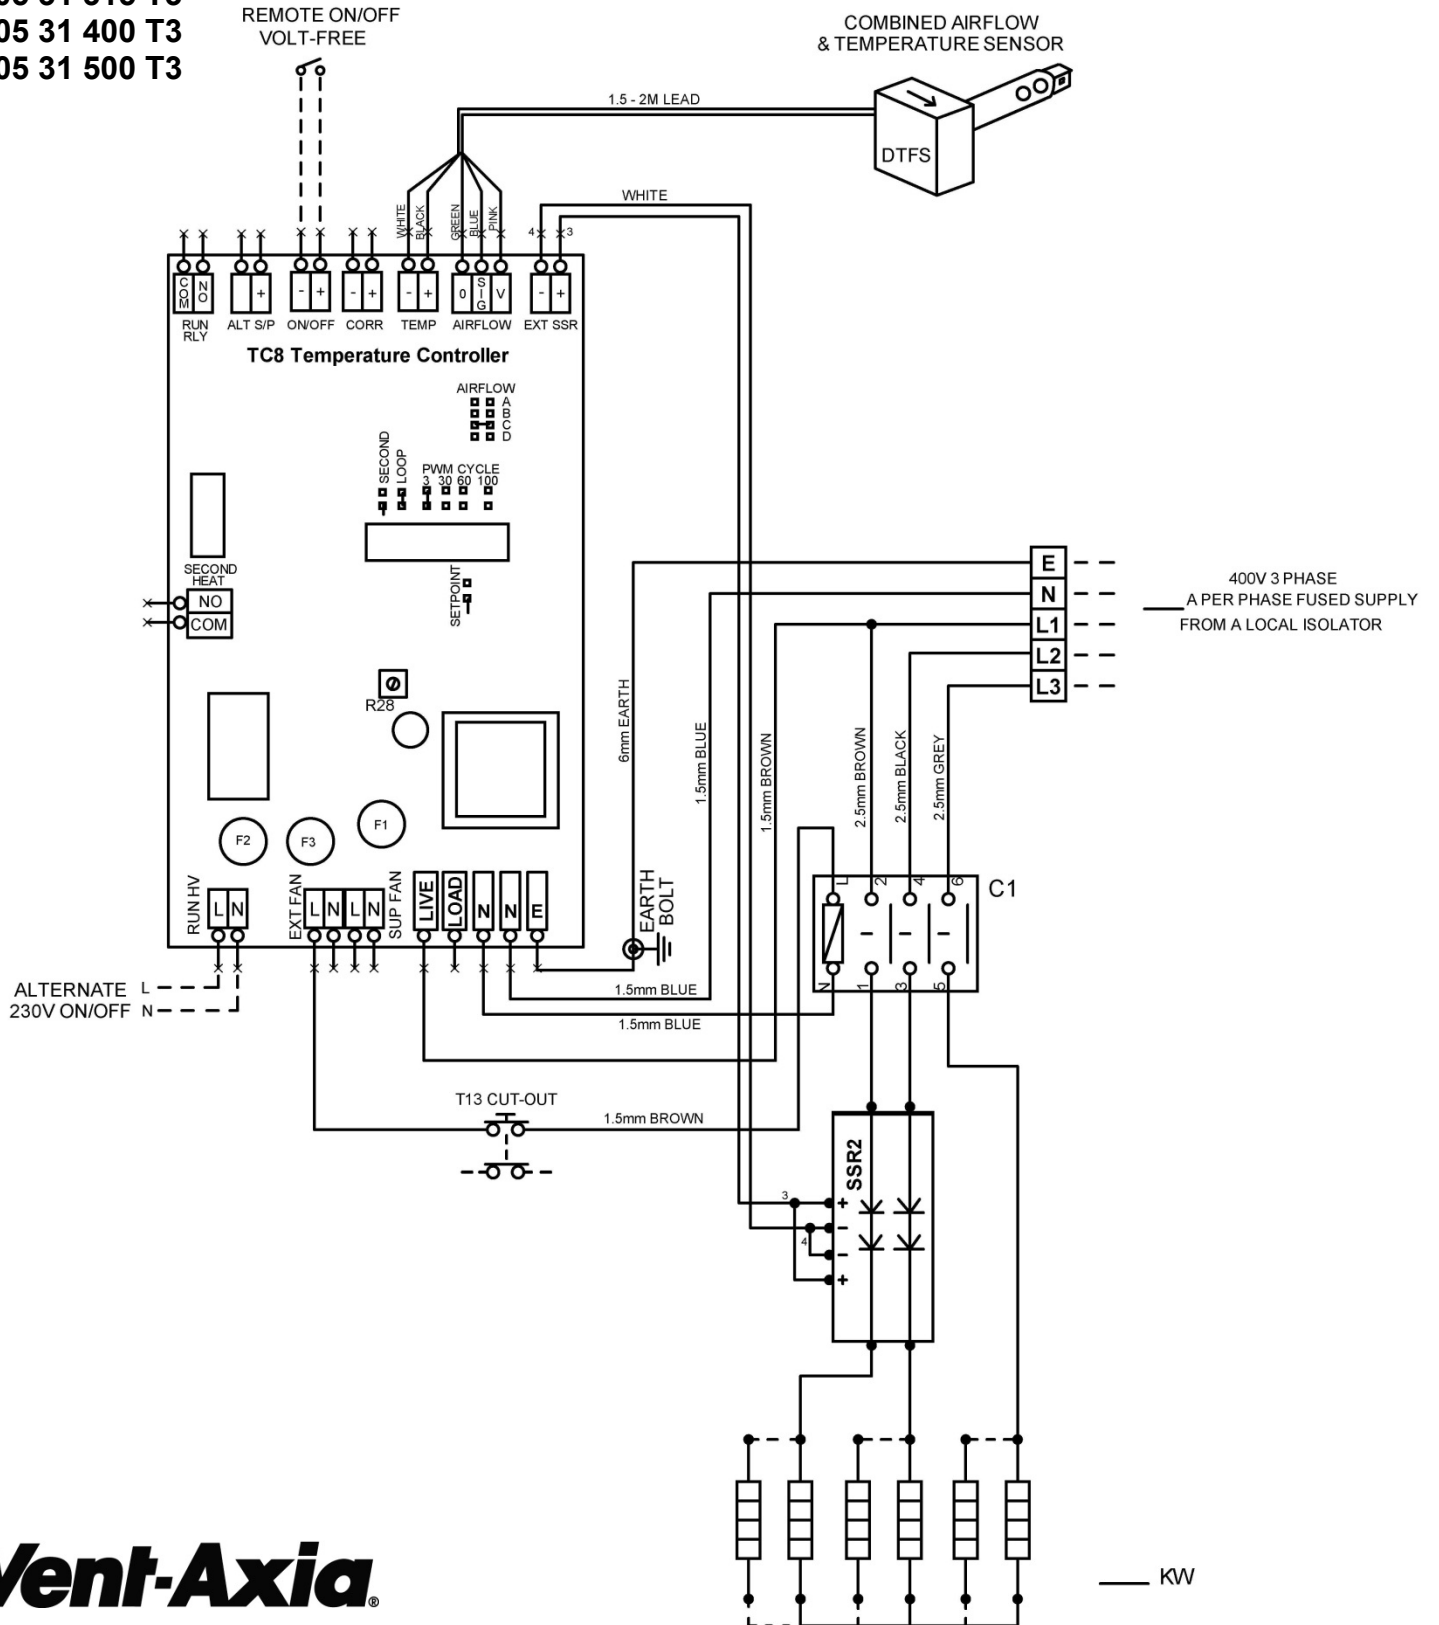 05 31 400 T3
05 31 500 T3
REMOTE ON/OFF
VOLT-FREE
COMBINED AIRFLOW
& TEMPERATURE SENSOR
1.5 - 2M LEAD
DTFS
WHITE
WHITE
BLACK
GREEN
BLUE
PINK
4
3
COM
NO
+
-
+
-
+
-
+
0
SIG
V
-
+
RUN RLY
ALT S/P
ON/OFF
CORR
TEMP
AIRFLOW
EXT SSR
TC8 Temperature Controller
AIRFLOW
A
B
C
D
SECOND
LOOP
PWM CYCLE
3 30 60 100
SETPOINT
SECOND
HEAT
NO
COM
R28
F2
F3
F1
RUN HV
L N
EXT FAN
L N L N
SUP FAN
LIVE
LOAD
N
N
E
ALTERNATE L
230V ON/OFF N
E
N
L1
L2
L3
400V 3 PHASE
A PER PHASE FUSED SUPPLY
FROM A LOCAL ISOLATOR
6mm EARTH
1.5mm BLUE
1.5mm BROWN
2.5mm BROWN
2.5mm BLACK
2.5mm GREY
EARTH
BOLT
L
2
4
6
C1
N
1
3
5
1.5mm BLUE
1.5mm BLUE
T13 CUT-OUT
1.5mm BROWN
SSR2
3
+
-
4
-
+
Vent-Axia®
KW